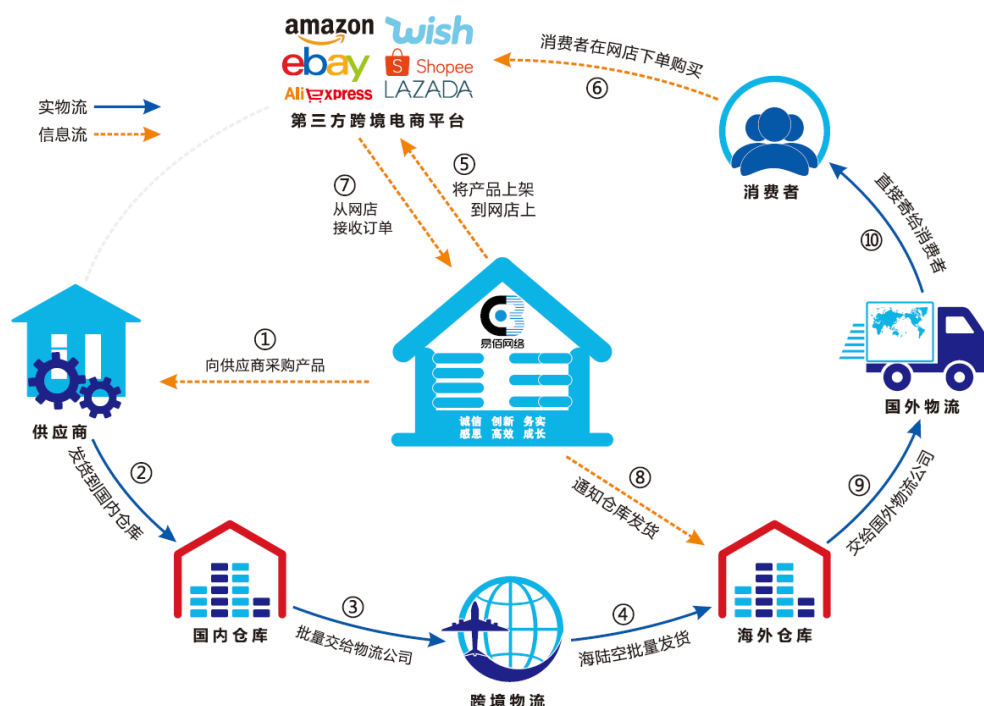 amazon
wish
ebay
Shopee
AliExpress
LAZADA
第三方跨境电商平台
实物流
信息流
⑥
消费者在网店下单购买
消费者
⑤
将产品上架
到网店上
⑦
从网店
接收订单
⑩
直接寄给消费者
易佰网络
诚信 创新 务实
感恩 高效 成长
①
向供应商采购产品
供应商
国外物流
②
发货到国内仓库
⑧
通知仓库发货
⑨
交给国外物流公司
国内仓库
③
批量交给物流公司
跨境物流
④
海陆空批量发货
海外仓库